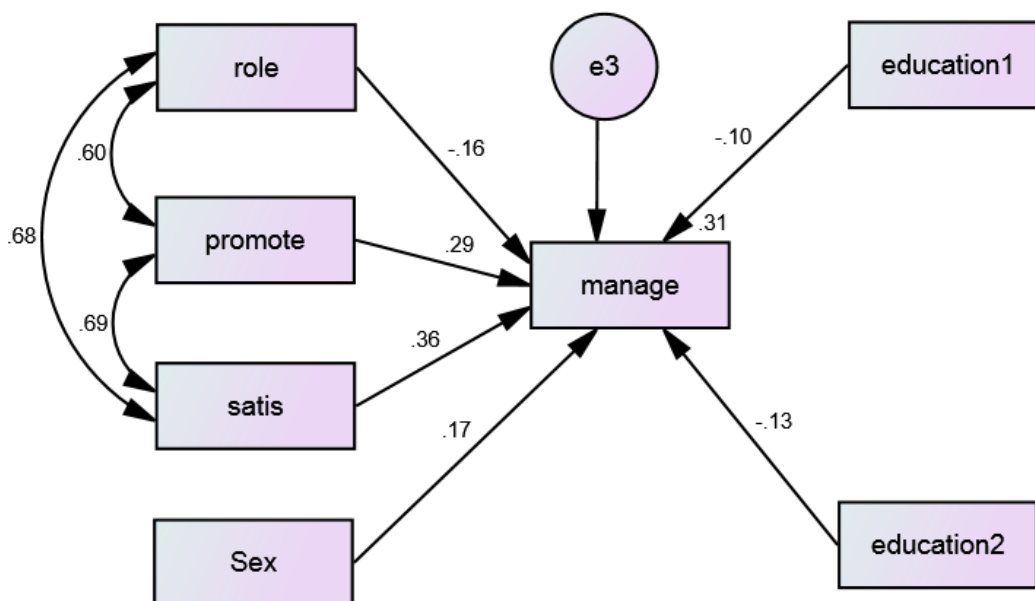 role
e3
education1
.60
-.16
-.10
.68
promote
.29
.31
manage
.69
.36
satis
.17
-.13
Sex
education2